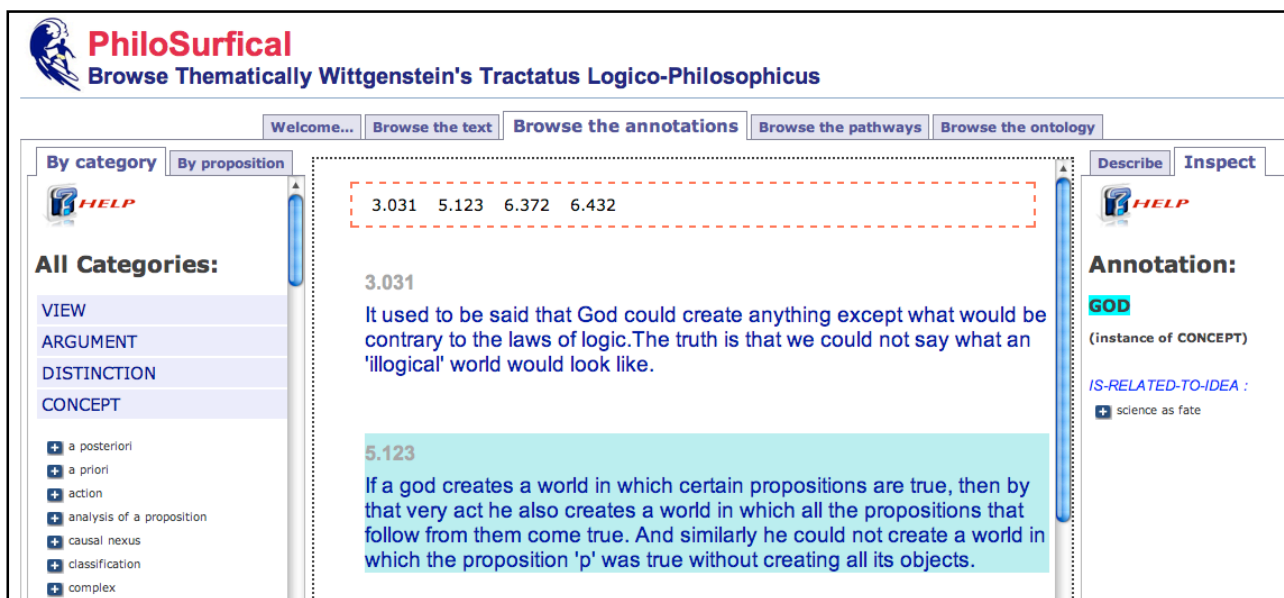 PhiloSurfical
Browse Thematically Wittgenstein's Tractatus Logico-Philosophicus
Welcome... Browse the text Browse the annotations Browse the pathways Browse the ontology
By category By proposition
HELP
All Categories:
VIEW
ARGUMENT
DISTINCTION
CONCEPT
a posteriori
a priori
action
analysis of a proposition
causal nexus
classification
complex
3.031 5.123 6.372 6.432
3.031
It used to be said that God could create anything except what would be
contrary to the laws of logic.The truth is that we could not say what an
'illogical' world would look like.
5.123
If a god creates a world in which certain propositions are true, then by
that very act he also creates a world in which all the propositions that
follow from them come true. And similarly he could not create a world in
which the proposition 'p' was true without creating all its objects.
Describe Inspect
HELP
Annotation:
GOD
(instance of CONCEPT)
IS-RELATED-TO-IDEA :
science as fate